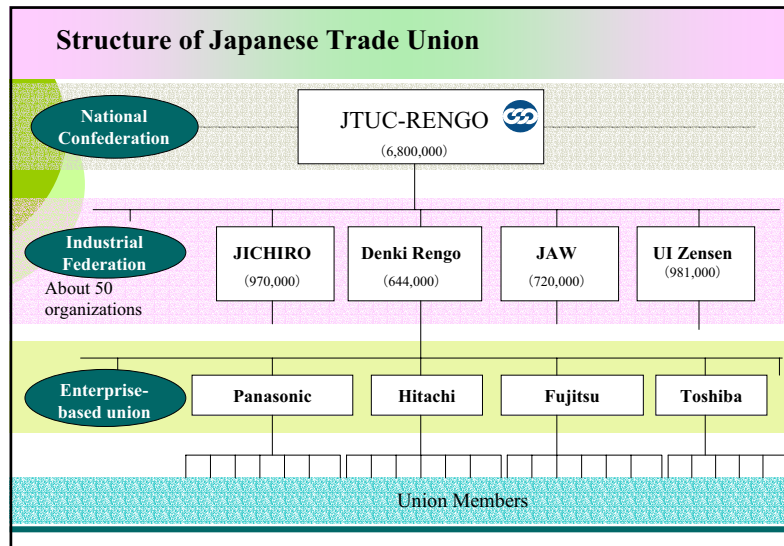 Structure of Japanese Trade Union
National
Confederation
JTUC-RENGO
(6,800,000)
Industrial
Federation
About 50
organizations
JICHIRO
(970,000)
Denki Rengo
(644,000)
JAW
(720,000)
UI Zensen
(981,000)
Enterprise-
based union
Panasonic
Hitachi
Fujitsu
Toshiba
Union Members